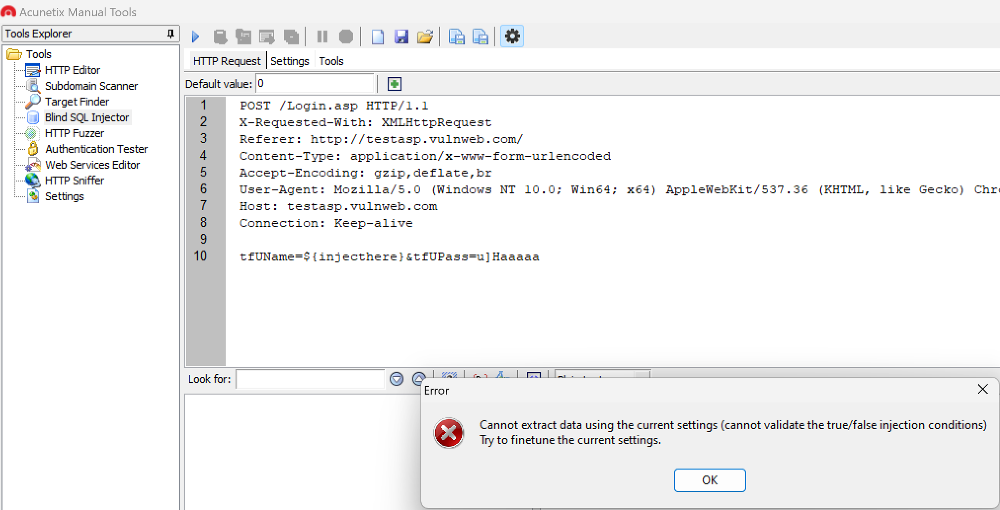 Acunetix Manual Tools
Tools Explorer
Tools
HTTP Editor
Subdomain Scanner
Target Finder
Blind SQL Injector
HTTP Fuzzer
Authentication Tester
Web Services Editor
HTTP Sniffer
Settings
HTTP Request Settings Tools
Default value: 0
1 POST /Login.asp HTTP/1.1
2 X-Requested-With: XMLHttpRequest
3 Referer: http://testasp.vulnweb.com/
4 Content-Type: application/x-www-form-urlencoded
5 Accept-Encoding: gzip,deflate,br
6 User-Agent: Mozilla/5.0 (Windows NT 10.0; Win64; x64) AppleWebKit/537.36 (KHTML, like Gecko)
7 Host: testasp.vulnweb.com
8 Connection: Keep-alive
9
10 tfUName=${injecthere}&tfUPass=u]Haaaaa
Look for:
Error
Cannot extract data using the current settings (cannot validate the true/false injection conditions)
Try to finetune the current settings.
OK